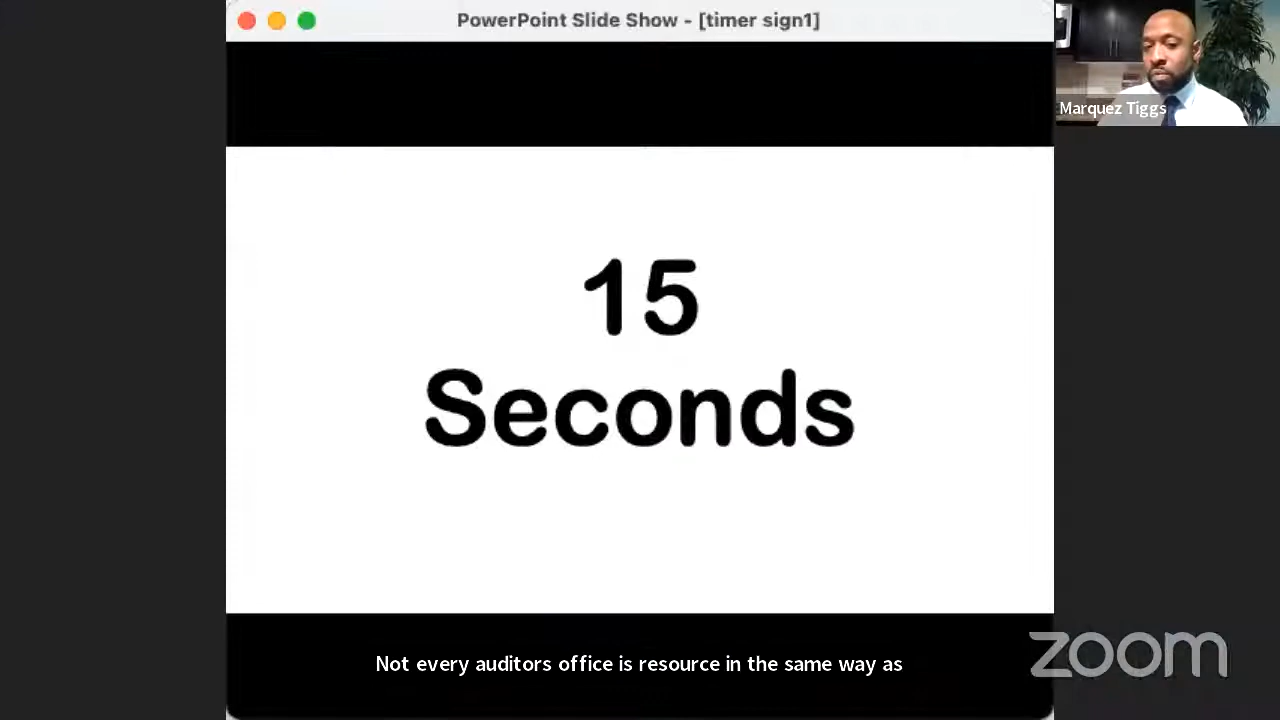 PowerPoint Slide Show - [timer sign1]
Marquez Tiggs
15
Seconds
Not every auditors office is resource in the same way as
zoom